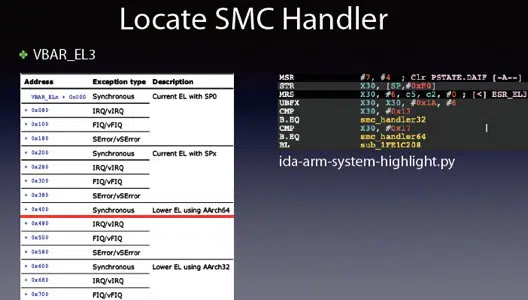 Locate SMC Handler
VBAR_EL3
Address Exception type Description
VBAR_ELn + 0x000 Synchronous Current EL with SP0
+ 0x080 IRQ/vIRQ
+ 0x100 FIQ/vFIQ
+ 0x180 SError/vSError
+ 0x200 Synchronous Current EL with SPx
+ 0x280 IRQ/vIRQ
+ 0x300 FIQ/vFIQ
+ 0x380 SError/vSError
+ 0x400 Synchronous Lower EL using AArch64
+ 0x480 IRQ/vIRQ
+ 0x500 FIQ/vFIQ
+ 0x580 SError/vSError
+ 0x600 Synchronous Lower EL using AArch32
+ 0x680 IRQ/vIRQ
+ 0x700 FIQ/vFIQ
MSR #7, #4 ; Clr PSTATE.DAIF [-A--]
STR X30, [SP,#0xF0]
MRS X30, #6, c5, c2, #0 ; [<] ESR_EL3
UBFX X30, X30, #0x1A, #6
CMP X30, #0x13
B.EQ smc_handler32
CMP X30, #0x17
B.EQ smc_handler64
BL sub_1FE1C208
ida-arm-system-highlight.py